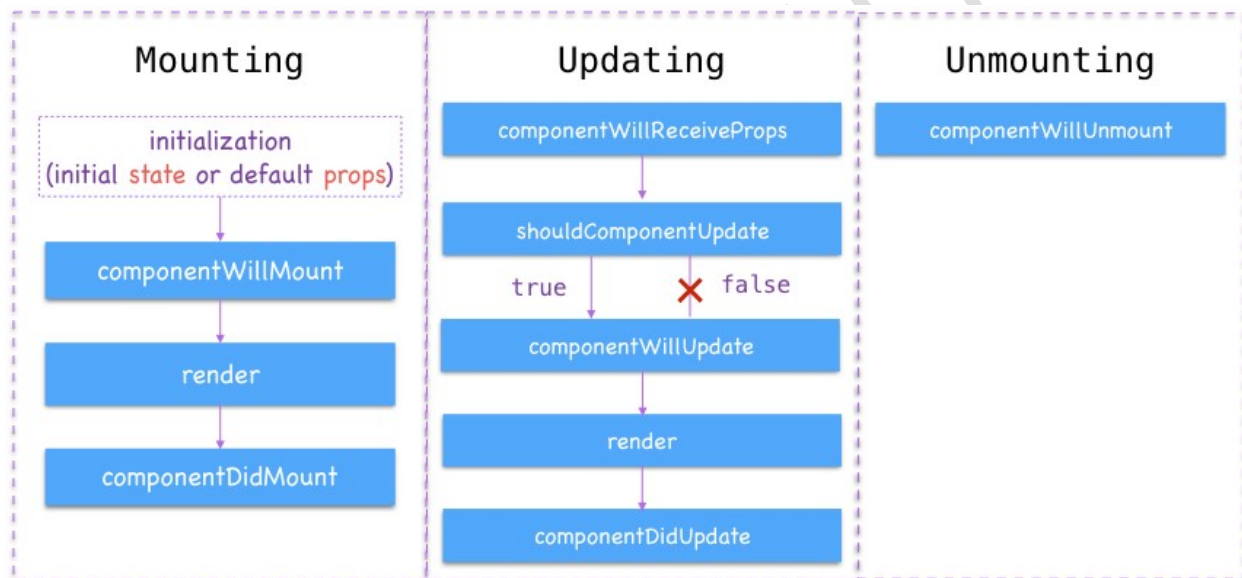 Mounting
initialization
(initial state or default props)
componentWillMount
render
componentDidMount
Updating
componentWillReceiveProps
shouldComponentUpdate
true
false
componentWillUpdate
render
componentDidUpdate
Unmounting
componentWillUnmount